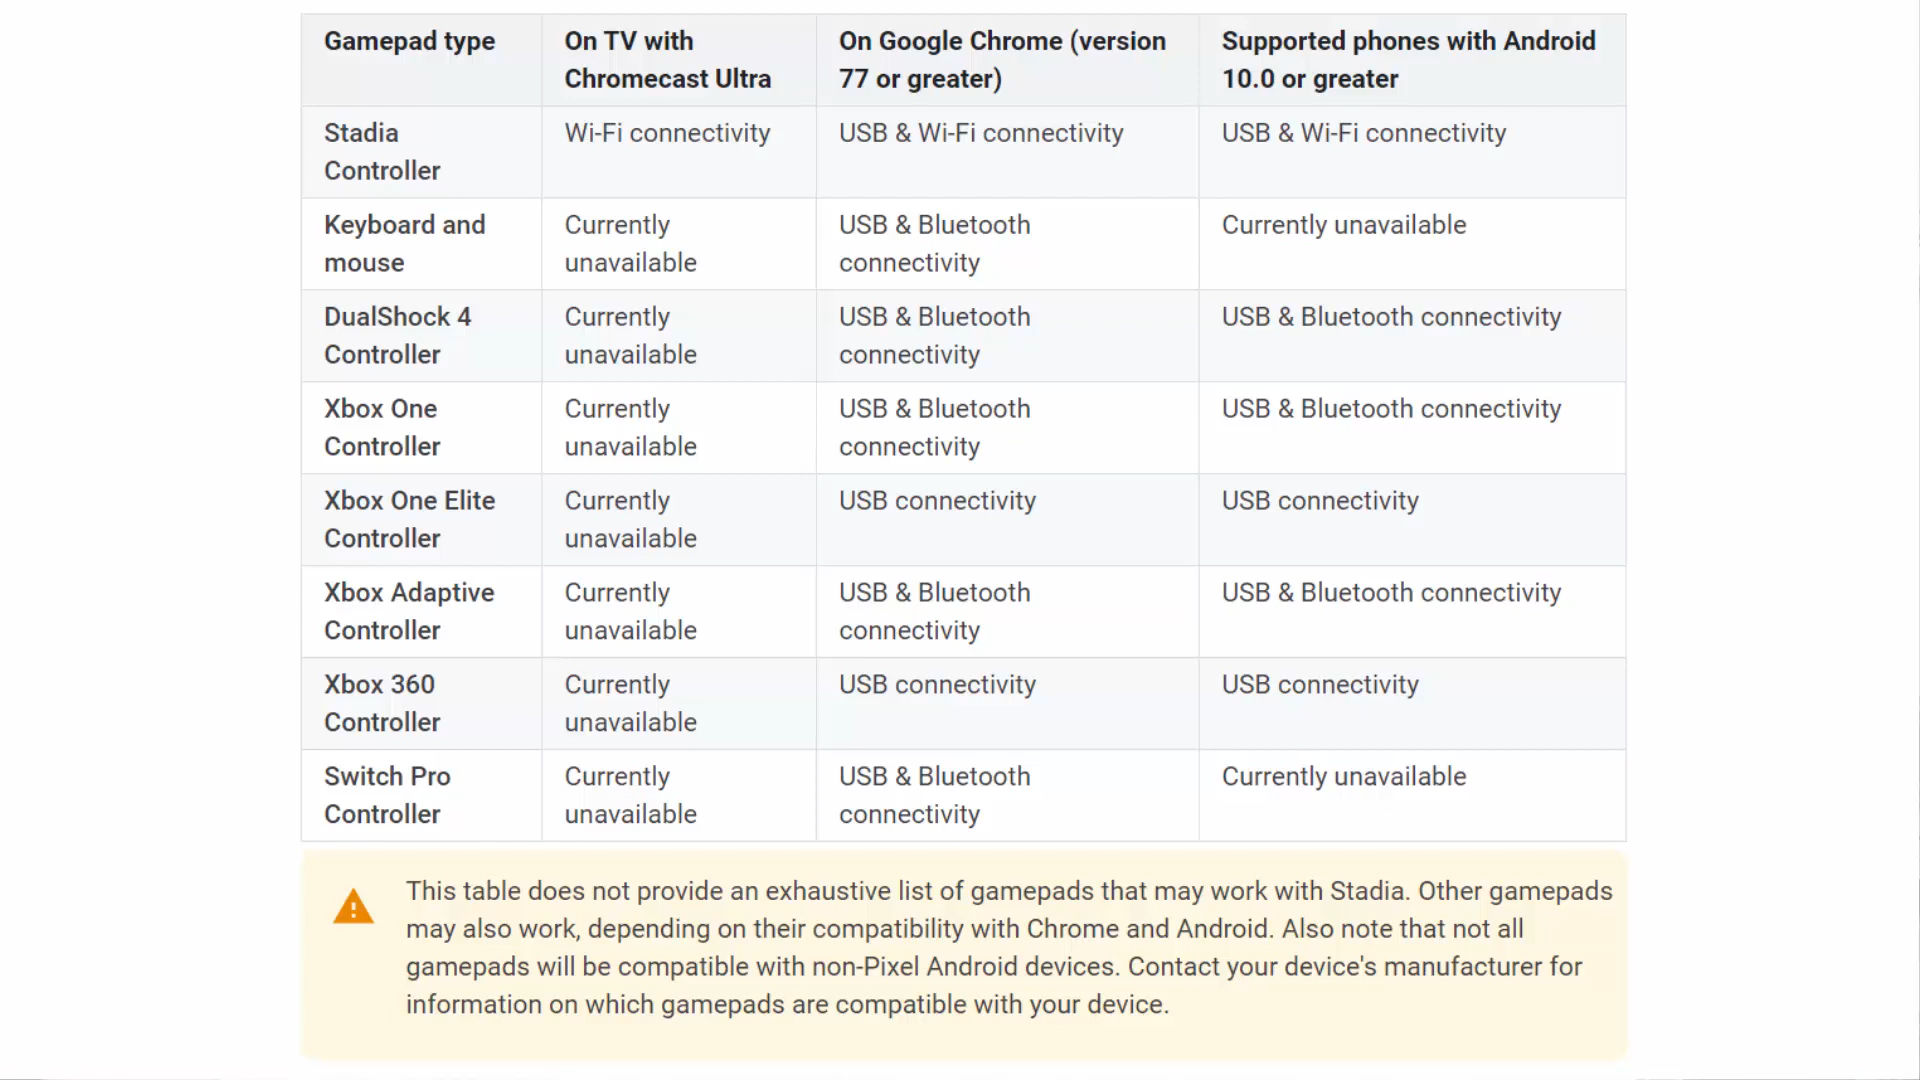 Gamepad type
On TV with
Chromecast Ultra
On Google Chrome (version
77 or greater)
Supported phones with Android
10.0 or greater
Stadia
Controller
Wi-Fi connectivity
USB & Wi-Fi connectivity
USB & Wi-Fi connectivity
Keyboard and
mouse
Currently
unavailable
USB & Bluetooth
connectivity
Currently unavailable
DualShock 4
Controller
Currently
unavailable
USB & Bluetooth
connectivity
USB & Bluetooth connectivity
Xbox One
Controller
Currently
unavailable
USB & Bluetooth
connectivity
USB & Bluetooth connectivity
Xbox One Elite
Controller
Currently
unavailable
USB connectivity
USB connectivity
Xbox Adaptive
Controller
Currently
unavailable
USB & Bluetooth
connectivity
USB & Bluetooth connectivity
Xbox 360
Controller
Currently
unavailable
USB connectivity
USB connectivity
Switch Pro
Controller
Currently
unavailable
USB & Bluetooth
connectivity
Currently unavailable
This table does not provide an exhaustive list of gamepads that may work with Stadia. Other gamepads
may also work, depending on their compatibility with Chrome and Android. Also note that not all
gamepads will be compatible with non-Pixel Android devices. Contact your device's manufacturer for
information on which gamepads are compatible with your device.